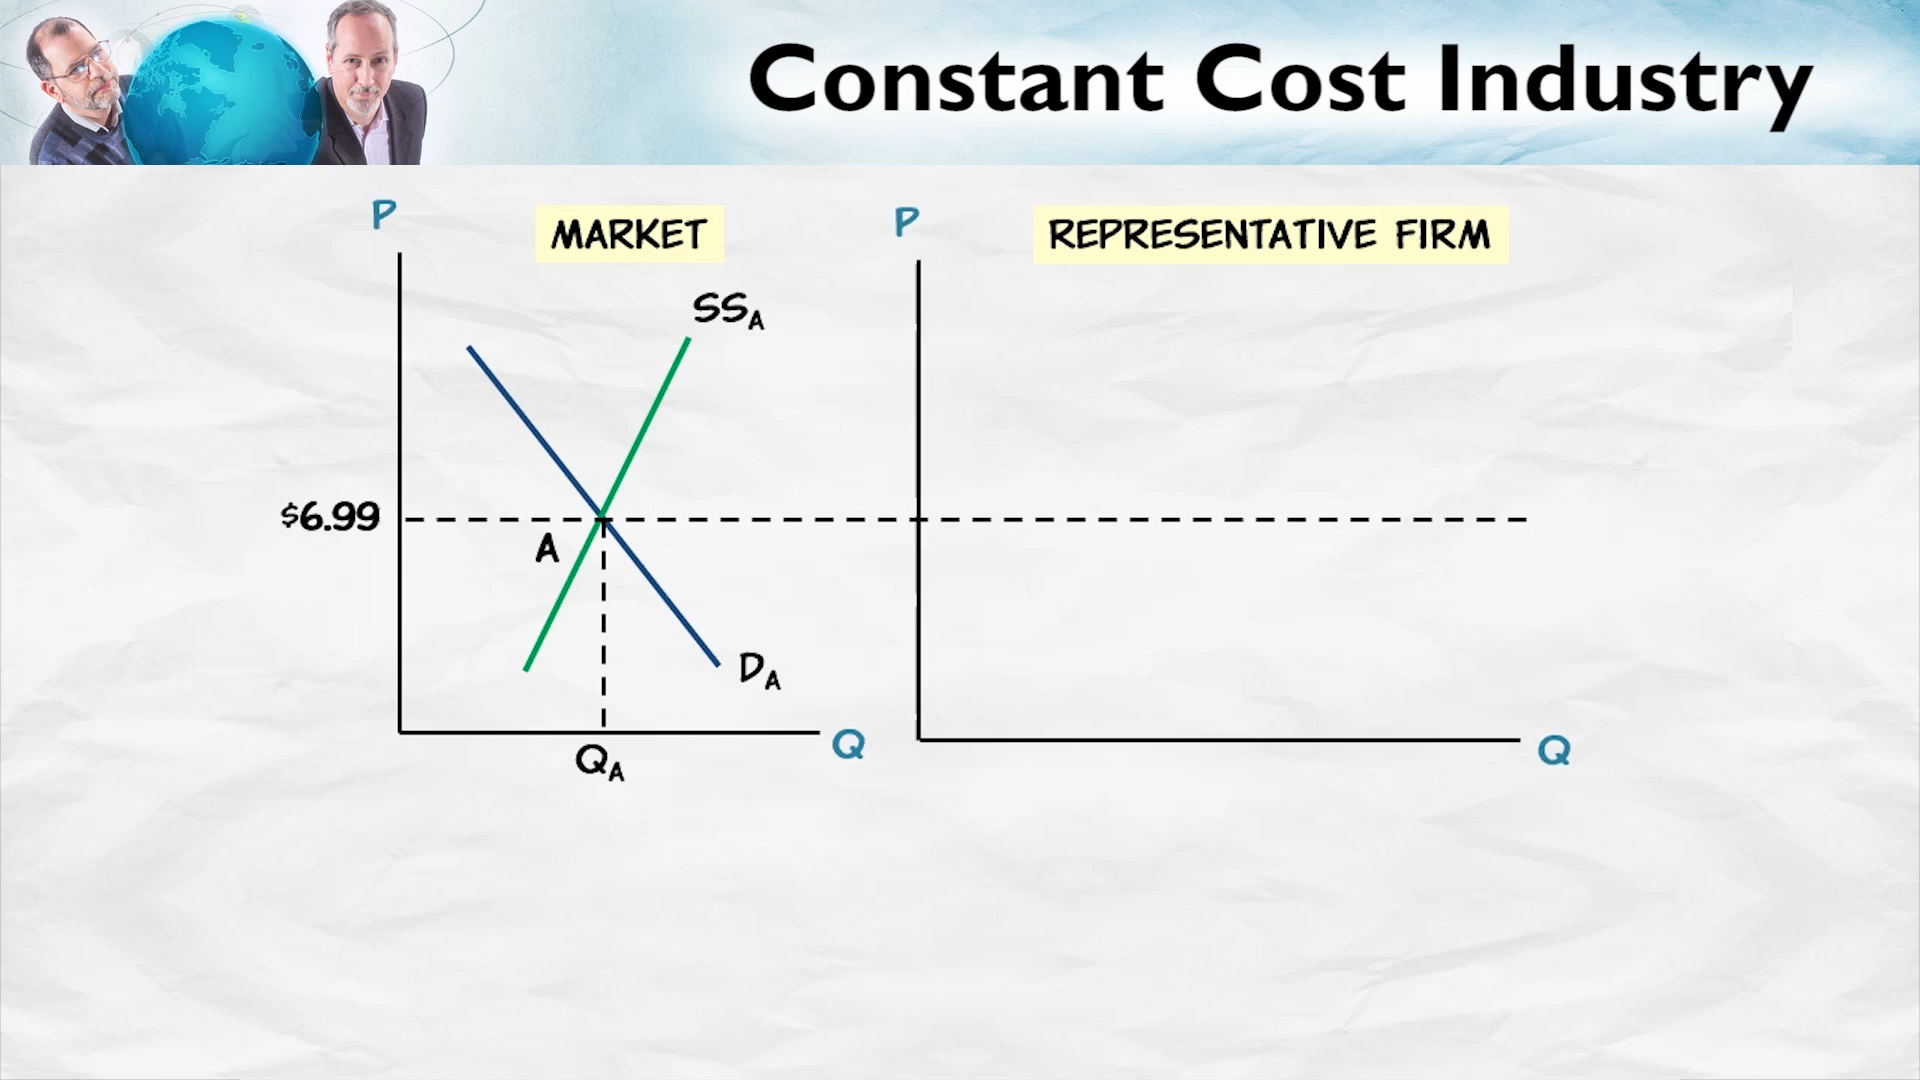 Constant Cost Industry
P
MARKET
P
REPRESENTATIVE FIRM
SSA
$6.99
A
DA
Q
QA
Q